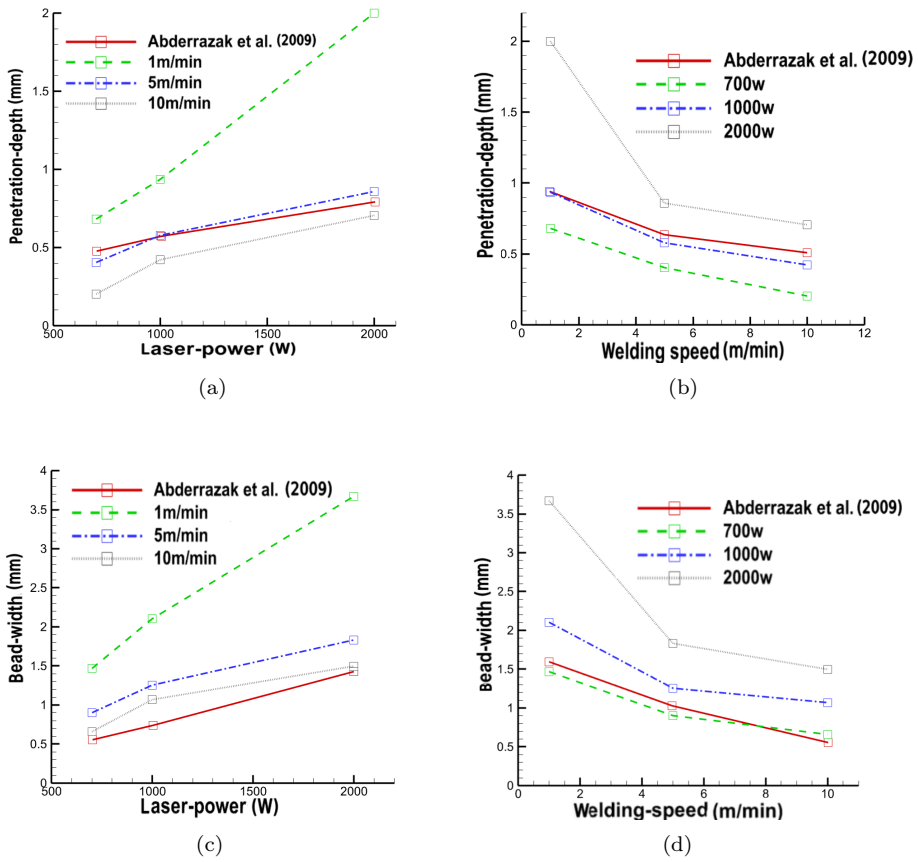 2
1.5
1
0.5
0
Penetration-depth (mm)
Abderrazak et al. (2009)
1m/min
5m/min
10m/min
500 1000 1500 2000
Laser-power (W)
(a)
2
1.5
1
0.5
0
Penetration-depth (mm)
Abderrazak et al. (2009)
700w
1000w
2000w
0 2 4 6 8 10 12
Welding speed (m/min)
(b)
4
3.5
3
2.5
2
1.5
1
0.5
0
Bead-width (mm)
Abderrazak et al. (2009)
1m/min
5m/min
10m/min
500 1000 1500 2000
Laser-power (W)
(c)
4
3.5
3
2.5
2
1.5
1
0.5
0
Bead-width (mm)
Abderrazak et al. (2009)
700w
1000w
2000w
0 2 4 6 8 10
Welding-speed (m/min)
(d)